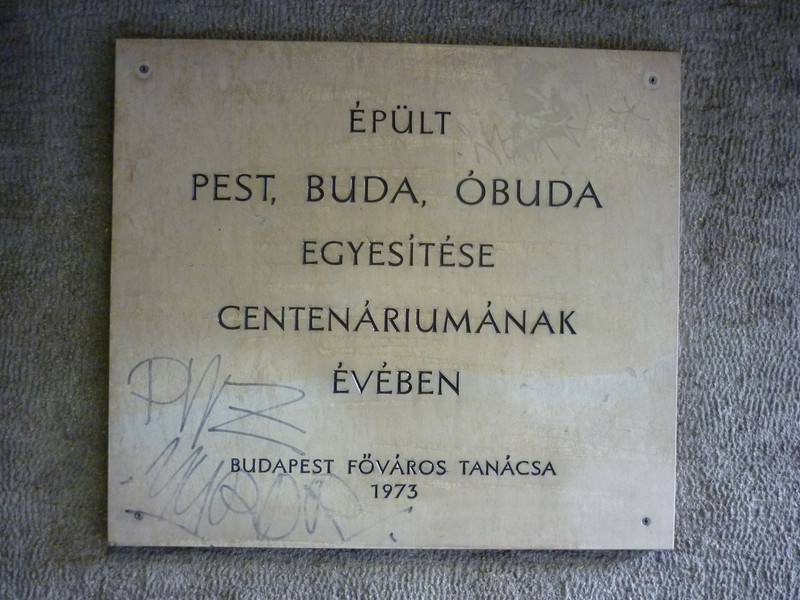 ÉPÜLT
PEST, BUDA, ÓBUDA
EGYESÍTÉSE
CENTENÁRIUMÁNAK
ÉVÉBEN
BUDAPEST FŐVÁROS TANÁCSA
1973